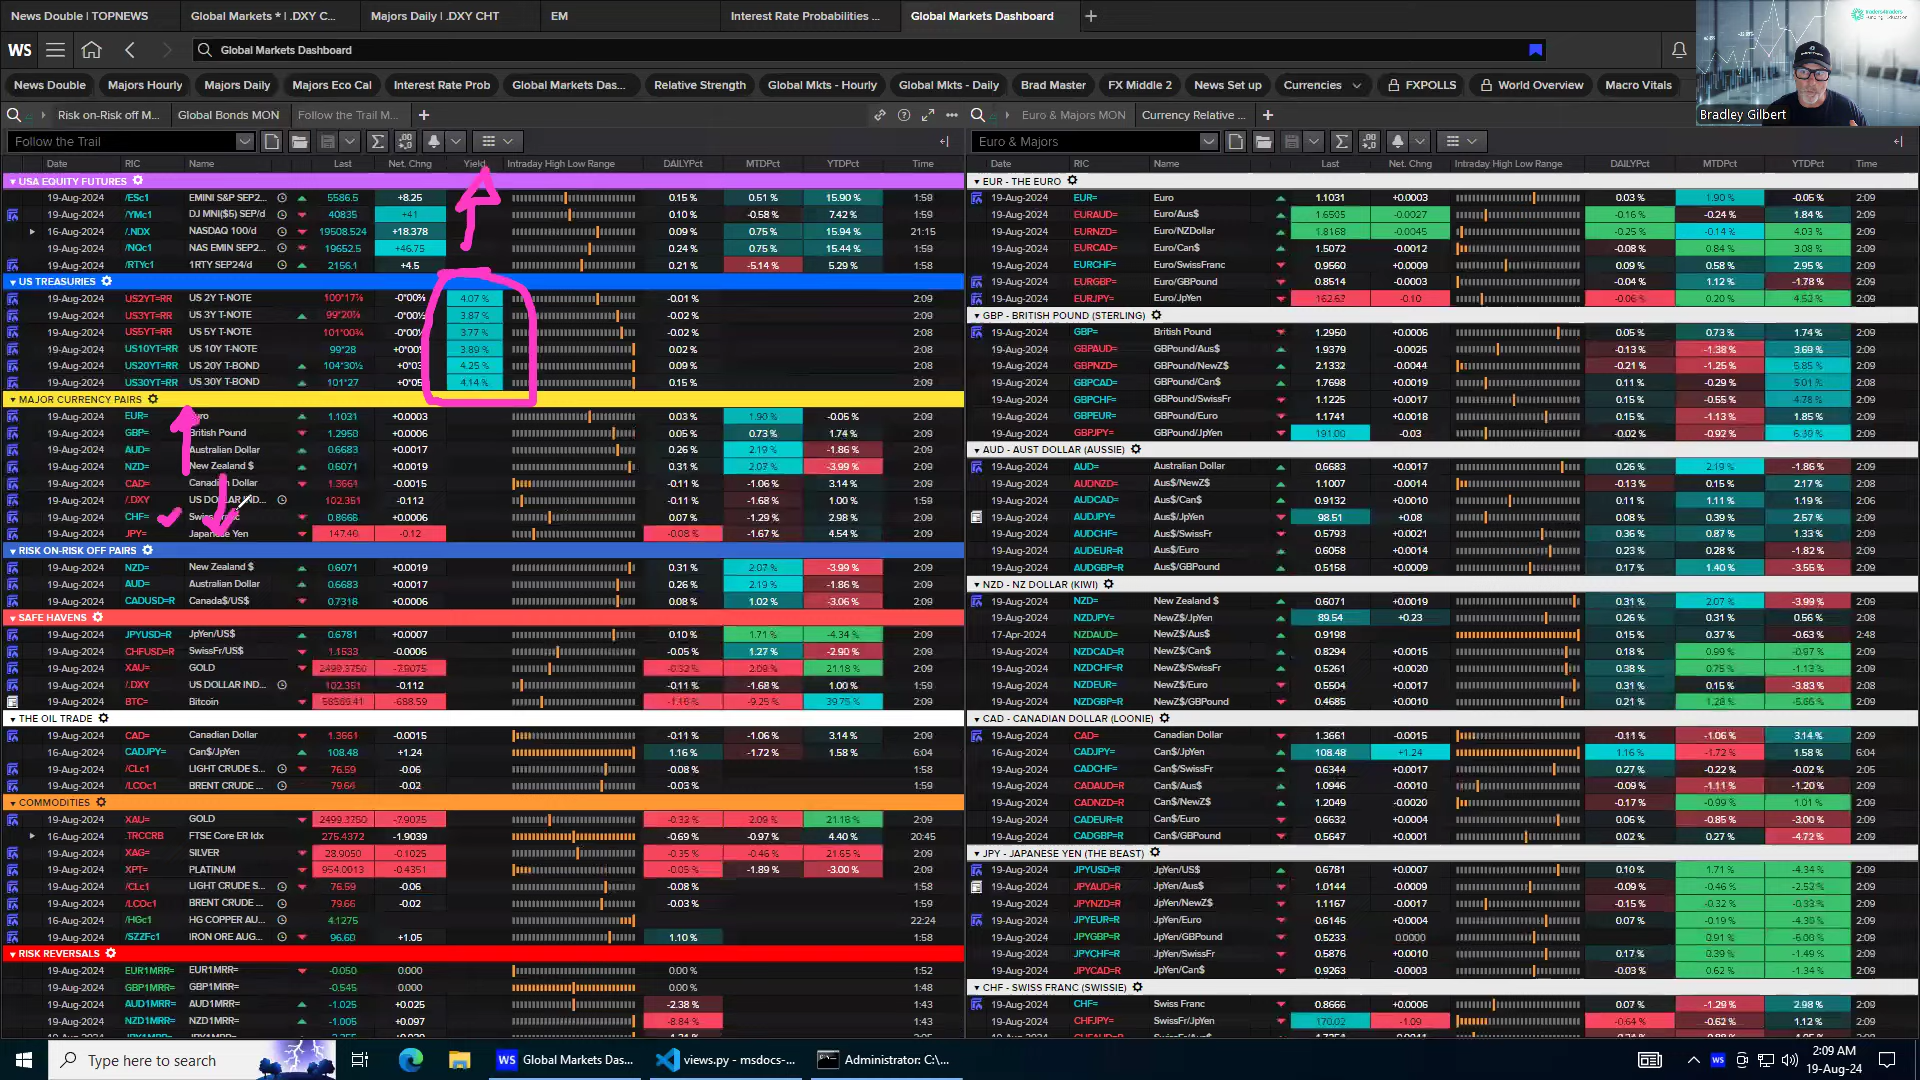 News Double | TOPNEWS
Global Markets * | .DXY C...
Majors Daily | .DXY CHT
EM
Interest Rate Probabilities ...
Global Markets Dashboard
WS
Global Markets Dashboard
News Double
Majors Hourly
Majors Daily
Majors Eco Cal
Interest Rate Prob
Global Markets Das...
Relative Strength
Global Mkts - Hourly
Global Mkts - Daily
Brad Master
FX Middle 2
News Set up
Currencies
FXPOLLS
World Overview
Macro Vitals
Bradley Gilbert
Risk on-Risk off M...
Global Bonds MON
Follow the Trail M...
Follow the Trail
Date RIC Name Last Net. Chng Yield Intraday High Low Range DAILYPct MTDPct YTDPct Time
USA EQUITY FUTURES
19-Aug-2024 /ESc1 EMINI S&P SEP2... 5586.5 +8.25 0.15 % 0.51 % 15.90 % 1:59
19-Aug-2024 /YMc1 DJ MNI($5) SEP/d 40835 +41 0.10 % -0.58 % 7.42 % 1:59
16-Aug-2024 /.NDX NASDAQ 100/d 19508.524 +18.378 0.09 % 0.75 % 15.94 % 21:15
19-Aug-2024 /NQc1 NAS EMIN SEP2... 19652.5 +46.75 0.24 % 0.75 % 15.44 % 1:59
19-Aug-2024 /RTYc1 1RTY SEP24/d 2156.1 +4.5 0.21 % -5.14 % 5.29 % 1:58
US TREASURIES
19-Aug-2024 US2YT=RR US 2Y T-NOTE 4.07 % -0.01 % 2:09
19-Aug-2024 US3YT=RR US 3Y T-NOTE 3.87 % -0.02 % 2:09
19-Aug-2024 US5YT=RR US 5Y T-NOTE 3.77 % -0.02 % 2:08
19-Aug-2024 US10YT=RR US 10Y T-NOTE 99*28 3.89 % 0.02 % 2:08
19-Aug-2024 US20YT=RR US 20Y T-BOND 104*30½ 4.25 % 0.09 % 2:08
19-Aug-2024 US30YT=RR US 30Y T-BOND 101*27 4.14 % 0.15 % 2:09
MAJOR CURRENCY PAIRS
19-Aug-2024 EUR= 1.1031 +0.0003 0.03 % 1.90 % -0.05 % 2:09
19-Aug-2024 GBP= British Pound 1.2950 +0.0006 0.05 % 0.73 % 1.74 % 2:09
19-Aug-2024 AUD= Australian Dollar 0.6683 +0.0017 0.26 % 2.19 % -1.86 % 2:09
19-Aug-2024 NZD= New Zealand $ 0.6071 +0.0019 0.31 % 2.07 % -3.99 % 2:09
19-Aug-2024 CAD= Canadian Dollar 1.3661 -0.0015 -0.11 % -1.06 % 3.14 % 2:09
19-Aug-2024 /.DXY US DOLLAR IND... 102.351 -0.112 -0.11 % -1.68 % 1.00 % 1:59
19-Aug-2024 CHF= 0.8666 +0.0006 0.07 % -1.29 % 2.98 % 2:09
19-Aug-2024 JPY= Japanese Yen 147.46 -0.12 -0.08 % -1.67 % 4.54 % 2:09
RISK ON-RISK OFF PAIRS
19-Aug-2024 NZD= New Zealand $ 0.6071 +0.0019 0.31 % 2.07 % -3.99 % 2:09
19-Aug-2024 AUD= Australian Dollar 0.6683 +0.0017 0.26 % 2.19 % -1.86 % 2:09
19-Aug-2024 CADUSD=R Canada$/US$ 0.7316 +0.0006 0.08 % 1.02 % -3.06 % 2:09
SAFE HAVENS
19-Aug-2024 JPYUSD=R JpYen/US$ 0.6781 +0.0007 0.10 % 1.71 % -4.34 % 2:09
19-Aug-2024 CHFUSD=R SwissFr/US$ 1.1533 -0.0006 -0.05 % 1.27 % -2.90 % 2:09
19-Aug-2024 XAU= GOLD 2499.3750 -7.9075 -0.32 % 2.09 % 21.18 % 2:09
19-Aug-2024 /.DXY US DOLLAR IND... 102.351 -0.112 -0.11 % -1.68 % 1.00 % 1:59
19-Aug-2024 BTC= Bitcoin -688.59 -1.16 % -9.25 % 39.75 % 2:09
THE OIL TRADE
19-Aug-2024 CAD= Canadian Dollar 1.3661 -0.0015 -0.11 % -1.06 % 3.14 % 2:09
16-Aug-2024 CADJPY= Can$/JpYen 108.48 +1.24 1.16 % -1.72 % 1.58 % 6:04
19-Aug-2024 /CLc1 LIGHT CRUDE S... 76.59 -0.06 -0.08 % 1:58
19-Aug-2024 /LCOc1 BRENT CRUDE ... 79.66 -0.02 -0.03 % 1:59
COMMODITIES
19-Aug-2024 XAU= GOLD 2499.3750 -7.9075 -0.32 % 2.09 % 21.18 % 2:09
16-Aug-2024 .TRCCRB FTSE Core ER Idx 275.4372 -1.9039 -0.69 % -0.97 % 4.40 % 20:45
19-Aug-2024 XAG= SILVER 28.9050 -0.1025 -0.35 % -0.46 % 21.65 % 2:09
19-Aug-2024 XPT= PLATINUM 954.0013 -0.4351 -0.05 % -1.89 % -3.00 % 2:09
19-Aug-2024 /CLc1 LIGHT CRUDE S... 76.59 -0.06 -0.08 % 1:58
19-Aug-2024 /LCOc1 BRENT CRUDE ... 79.66 -0.02 -0.03 % 1:59
16-Aug-2024 /HGc1 HG COPPER AU... 4.1275 22:24
19-Aug-2024 /SZZFc1 IRON ORE AUG... 96.60 +1.05 1.10 % 1:58
RISK REVERSALS
19-Aug-2024 EUR1MRR= EUR1MRR= -0.050 0.000 0.00 % 1:52
19-Aug-2024 GBP1MRR= GBP1MRR= -0.545 0.000 0.00 % 1:48
19-Aug-2024 AUD1MRR= AUD1MRR= -1.025 +0.025 -2.38 % 1:43
19-Aug-2024 NZD1MRR= NZD1MRR= -1.005 +0.097 -8.84 % 1:43
Euro & Majors MON
Currency Relative ...
Euro & Majors
Date RIC Name Last Net. Chng Intraday High Low Range DAILYPct MTDPct YTDPct Time
EUR - THE EURO
19-Aug-2024 EUR= Euro 1.1031 +0.0003 0.03 % 1.90 % -0.05 % 2:09
19-Aug-2024 EURAUD= Euro/Aus$ 1.6505 -0.0027 -0.16 % -0.24 % 1.84 % 2:09
19-Aug-2024 EURNZD= Euro/NZDollar 1.8168 -0.0045 -0.25 % -0.14 % 4.03 % 2:09
19-Aug-2024 EURCAD= Euro/Can$ 1.5072 -0.0012 -0.08 % 0.84 % 3.08 % 2:09
19-Aug-2024 EURCHF= Euro/SwissFranc 0.9560 +0.0009 0.09 % 0.58 % 2.95 % 2:09
19-Aug-2024 EURGBP= Euro/GBPound 0.8514 -0.0003 -0.04 % 1.12 % -1.78 % 2:09
19-Aug-2024 EURJPY= Euro/JpYen 162.67 -0.10 -0.06 % 0.20 % 4.52 % 2:09
GBP - BRITISH POUND (STERLING)
19-Aug-2024 GBP= British Pound 1.2950 +0.0006 0.05 % 0.73 % 1.74 % 2:09
19-Aug-2024 GBPAUD= GBPound/Aus$ 1.9379 -0.0025 -0.13 % -1.38 % 3.69 % 2:09
19-Aug-2024 GBPNZD= GBPound/NewZ$ 2.1332 -0.0044 -0.21 % -1.25 % 5.85 % 2:08
19-Aug-2024 GBPCAD= GBPound/Can$ 1.7698 -0.0019 0.11 % -0.29 % 5.01 % 2:08
19-Aug-2024 GBPCHF= GBPound/SwissFr 1.1225 +0.0017 0.15 % -0.55 % 4.78 % 2:09
19-Aug-2024 GBPEUR= GBPound/Euro 1.1741 +0.0018 0.15 % -1.13 % 1.85 % 2:09
19-Aug-2024 GBPJPY= GBPound/JpYen 191.00 -0.03 -0.02 % -0.92 % 6.39 % 2:09
AUD - AUST DOLLAR (AUSSIE)
19-Aug-2024 AUD= Australian Dollar 0.6683 +0.0017 0.26 % 2.19 % -1.86 % 2:09
19-Aug-2024 AUDNZD= Aus$/NewZ$ 1.1007 -0.0014 -0.13 % 0.15 % 2.17 % 2:09
19-Aug-2024 AUDCAD= Aus$/Can$ 0.9132 +0.0010 0.11 % 1.11 % 1.19 % 2:06
19-Aug-2024 AUDJPY= Aus$/JpYen 98.51 +0.08 0.08 % 0.39 % 2.57 % 2:09
19-Aug-2024 AUDCHF= Aus$/SwissFr 0.5793 +0.0021 0.36 % 0.87 % 1.33 % 2:09
19-Aug-2024 AUDEUR=R Aus$/Euro 0.6058 +0.0014 0.23 % 0.28 % -1.82 % 2:09
19-Aug-2024 AUDGBP=R Aus$/GBPound 0.5158 +0.0009 0.17 % 1.40 % -3.55 % 2:09
NZD - NZ DOLLAR (KIWI)
19-Aug-2024 NZD= New Zealand $ 0.6071 +0.0019 0.31 % 2.07 % -3.99 % 2:09
19-Aug-2024 NZDJPY= NewZ$/JpYen 89.54 +0.23 0.26 % 0.31 % 0.56 % 2:08
17-Apr-2024 NZDAUD= NewZ$/Aus$ 0.9198 0.15 % 0.37 % -0.63 % 2:48
19-Aug-2024 NZDCAD=R NewZ$/Can$ 0.8294 +0.0015 0.18 % 0.99 % -0.97 % 2:09
19-Aug-2024 NZDCHF=R NewZ$/SwissFr 0.5261 +0.0020 0.38 % 0.75 % -1.13 % 2:09
19-Aug-2024 NZDEUR= NewZ$/Euro 0.5504 +0.0017 0.31 % 0.15 % -3.83 % 2:08
19-Aug-2024 NZDGBP=R NewZ$/GBPound 0.4685 +0.0010 0.21 % 1.28 % -5.66 % 2:09
CAD - CANADIAN DOLLAR (LOONIE)
19-Aug-2024 CAD= Canadian Dollar 1.3661 -0.0015 -0.11 % -1.06 % 3.14 % 2:09
16-Aug-2024 CADJPY= Can$/JpYen 108.48 +1.24 1.16 % -1.72 % 1.58 % 6:04
19-Aug-2024 CADCHF= Can$/SwissFr 0.6344 +0.0017 0.27 % -0.22 % -0.02 % 2:05
19-Aug-2024 CADAUD=R Can$/Aus$ 1.0946 -0.0010 -0.09 % -1.11 % -1.20 % 2:09
19-Aug-2024 CADNZD=R Can$/NewZ$ 1.2049 -0.0020 -0.17 % -0.99 % 1.01 % 2:09
19-Aug-2024 CADEUR=R Can$/Euro 0.6632 +0.0004 0.06 % -0.85 % -3.00 % 2:09
19-Aug-2024 CADGBP=R Can$/GBPound 0.5647 +0.0001 0.02 % 0.27 % -4.72 % 2:09
JPY - JAPANESE YEN (THE BEAST)
19-Aug-2024 JPYUSD=R JpYen/US$ 0.6781 +0.0007 0.10 % 1.71 % -4.34 % 2:09
19-Aug-2024 JPYAUD=R JpYen/Aus$ 1.0144 -0.0009 -0.09 % -0.46 % -2.52 % 2:09
19-Aug-2024 JPYNZD=R JpYen/NewZ$ 1.1167 -0.0017 -0.15 % -0.32 % 2:09
19-Aug-2024 JPYEUR=R JpYen/Euro 0.6146 +0.0004 0.07 % -0.19 % 2:09
19-Aug-2024 JPYGBP=R JpYen/GBPound 0.5233 0.0000 0.91 % 2:09
19-Aug-2024 JPYCHF=R JpYen/SwissFr 0.5876 +0.0010 0.17 % 0.39 % -1.49 % 2:09
19-Aug-2024 JPYCAD=R JpYen/Can$ 0.9263 -0.0003 -0.03 % 0.62 % -1.34 % 2:09
CHF - SWISS FRANC (SWISSIE)
19-Aug-2024 CHF= Swiss Franc 0.8666 +0.0006 0.07 % -1.29 % 2.98 % 2:09
19-Aug-2024 CHFJPY= SwissFr/JpYen 170.02 -1.09 -0.64 % -0.62 % 1.12 % 2:09
Type here to search
Global Markets Das...
views.py - msdocs-...
Administrator: C:\...
2:09 AM
19-Aug-24